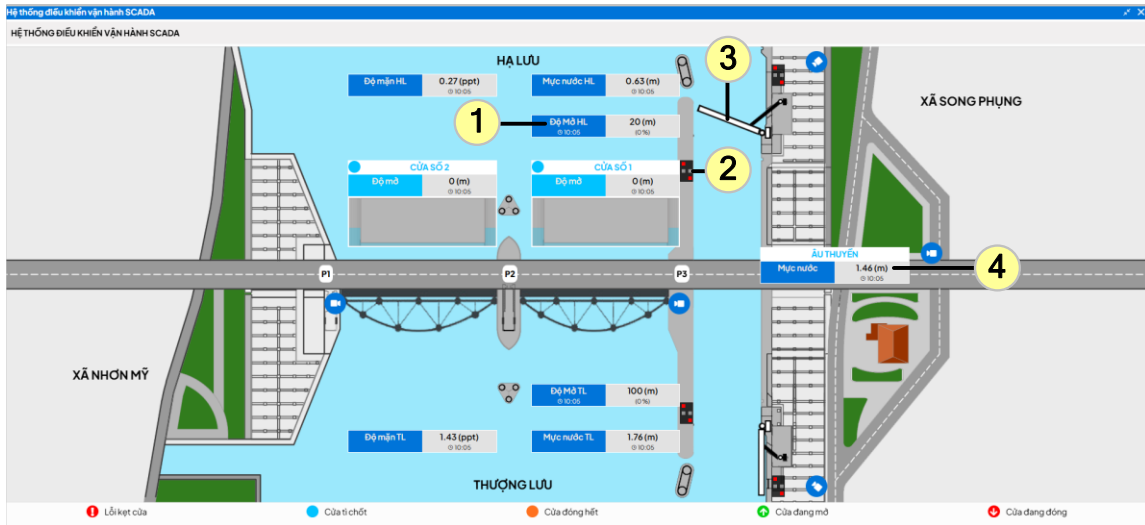 Hệ thống điều khiển vận hành SCADA
HỆ THỐNG ĐIỀU KHIỂN VẬN HÀNH SCADA
HẠ LƯU
Độ mặn HL
0.27 (ppt)
10:05
Mực nước HL
0.63 (m)
10:05
3
XÃ SONG PHỤNG
1
Độ Mở HL
10:05
20 (m)
(0 %)
CỬA SỐ 2
Độ mở
0 (m)
10:05
CỬA SỐ 1
Độ mở
0 (m)
10:05
2
ÂU THUYỀN
Mực nước
1.46 (m)
10:05
4
P1
P2
P3
XÃ NHƠN MỸ
Độ Mở TL
10:05
100 (m)
(0 %)
Độ mặn TL
1.43 (ppt)
10:05
Mực nước TL
1.76 (m)
10:05
THƯỢNG LƯU
Lỗi kẹt cửa
Cửa tì chốt
Cửa đóng hết
Cửa đang mở
Cửa đang đóng